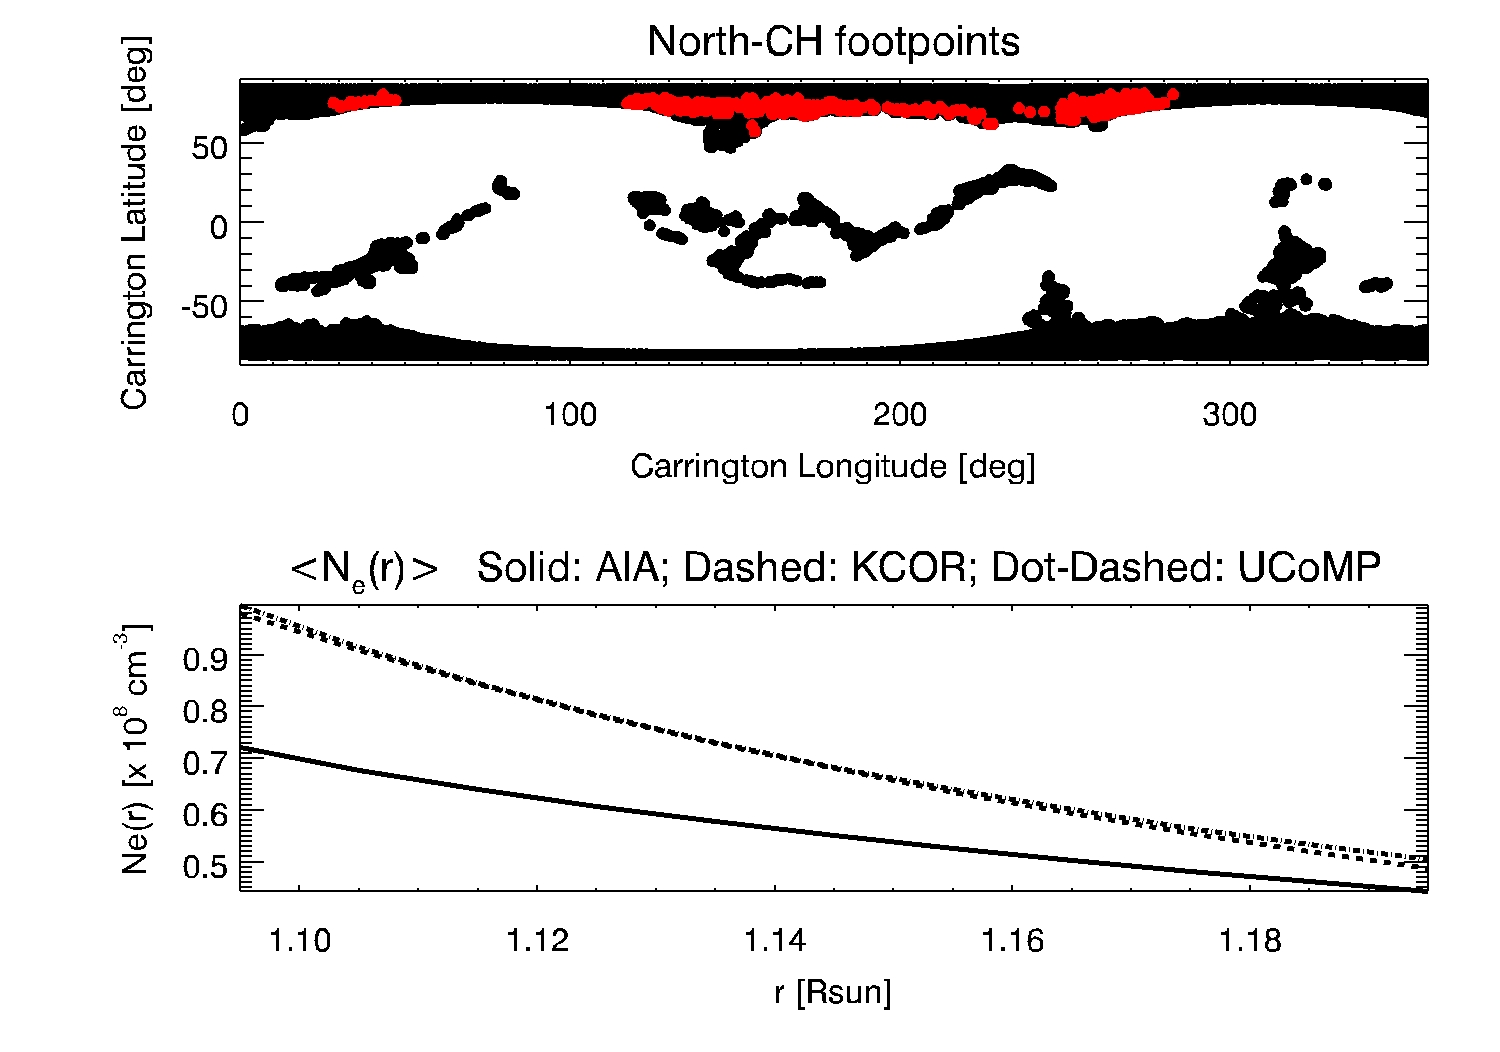 North-CH footpoints
Carrington Latitude [deg]
50
0
-50
0 100 200 300
Carrington Longitude [deg]
<Nₑ(r)> Solid: AIA; Dashed: KCOR; Dot-Dashed: UCoMP
Ne(r) [x 10⁸ cm⁻³]
0.9
0.8
0.7
0.6
0.5
1.10 1.12 1.14 1.16 1.18
r [Rsun]